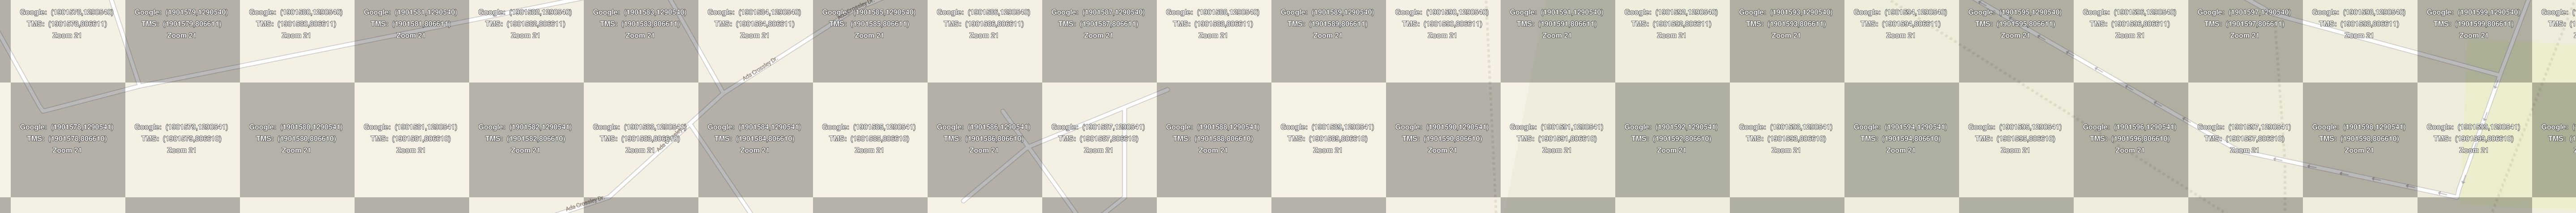 Google: (1901578,1290540)
TMS: (1901578,806611)
Zoom 21
Google: (1901579,1290540)
TMS: (1901579,806611)
Zoom 21
Google: (1901580,1290540)
TMS: (1901580,806611)
Zoom 21
Google: (1901581,1290540)
TMS: (1901581,806611)
Zoom 21
Google: (1901582,1290540)
TMS: (1901582,806611)
Zoom 21
Google: (1901583,1290540)
TMS: (1901583,806611)
Zoom 21
Google: (1901584,1290540)
TMS: (1901584,806611)
Zoom 21
Google: (1901585,1290540)
TMS: (1901585,806611)
Zoom 21
Google: (1901586,1290540)
TMS: (1901586,806611)
Zoom 21
Google: (1901587,1290540)
TMS: (1901587,806611)
Zoom 21
Google: (1901588,1290540)
TMS: (1901588,806611)
Zoom 21
Google: (1901589,1290540)
TMS: (1901589,806611)
Zoom 21
Google: (1901590,1290540)
TMS: (1901590,806611)
Zoom 21
Google: (1901591,1290540)
TMS: (1901591,806611)
Zoom 21
Google: (1901592,1290540)
TMS: (1901592,806611)
Zoom 21
Google: (1901593,1290540)
TMS: (1901593,806611)
Zoom 21
Google: (1901594,1290540)
TMS: (1901594,806611)
Zoom 21
Google: (1901595,1290540)
TMS: (1901595,806611)
Zoom 21
Google: (1901596,1290540)
TMS: (1901596,806611)
Zoom 21
Google: (1901597,1290540)
TMS: (1901597,806611)
Zoom 21
Google: (1901598,1290540)
TMS: (1901598,806611)
Zoom 21
Google: (1901599,1290540)
TMS: (1901599,806611)
Zoom 21
Ada Crossley Dr
Ada Crossley Dr
Google: (1901578,1290541)
TMS: (1901578,806610)
Zoom 21
Google: (1901579,1290541)
TMS: (1901579,806610)
Zoom 21
Google: (1901580,1290541)
TMS: (1901580,806610)
Zoom 21
Google: (1901581,1290541)
TMS: (1901581,806610)
Zoom 21
Google: (1901582,1290541)
TMS: (1901582,806610)
Zoom 21
Google: (1901583,1290541)
TMS: (1901583,806610)
Zoom 21
Google: (1901584,1290541)
TMS: (1901584,806610)
Zoom 21
Google: (1901585,1290541)
TMS: (1901585,806610)
Zoom 21
Google: (1901586,1290541)
TMS: (1901586,806610)
Zoom 21
Google: (1901587,1290541)
TMS: (1901587,806610)
Zoom 21
Google: (1901588,1290541)
TMS: (1901588,806610)
Zoom 21
Google: (1901589,1290541)
TMS: (1901589,806610)
Zoom 21
Google: (1901590,1290541)
TMS: (1901590,806610)
Zoom 21
Google: (1901591,1290541)
TMS: (1901591,806610)
Zoom 21
Google: (1901592,1290541)
TMS: (1901592,806610)
Zoom 21
Google: (1901593,1290541)
TMS: (1901593,806610)
Zoom 21
Google: (1901594,1290541)
TMS: (1901594,806610)
Zoom 21
Google: (1901595,1290541)
TMS: (1901595,806610)
Zoom 21
Google: (1901596,1290541)
TMS: (1901596,806610)
Zoom 21
Google: (1901597,1290541)
TMS: (1901597,806610)
Zoom 21
Google: (1901598,1290541)
TMS: (1901598,806610)
Zoom 21
Google: (1901599,1290541)
TMS: (1901599,806610)
Zoom 21
Ada Crossley Dr
Ada Crossley Dr